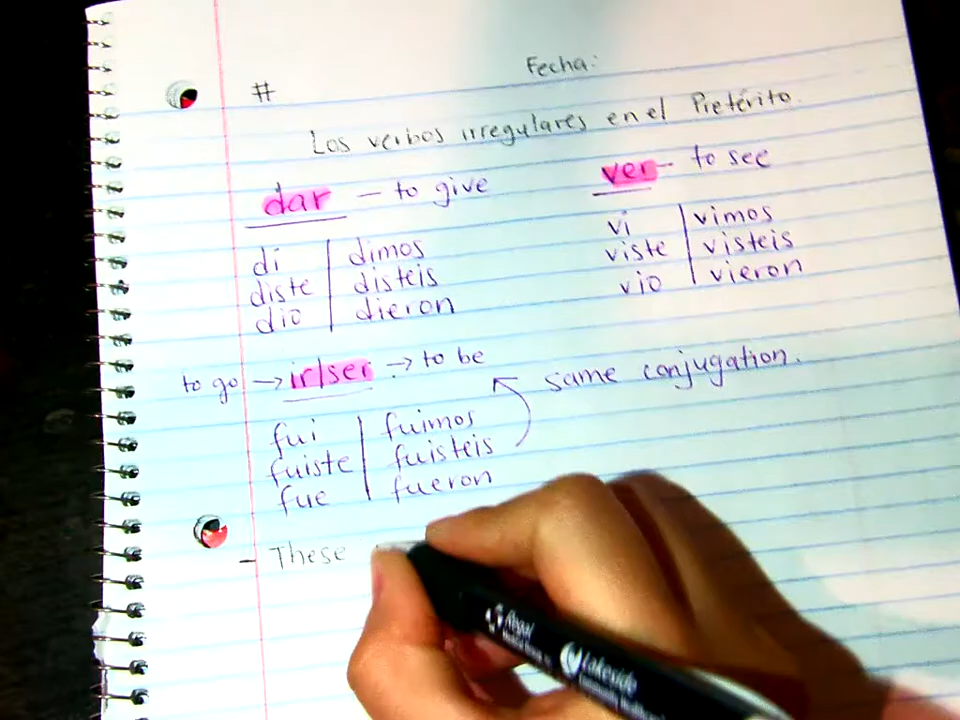 Fecha:
#
Los verbos irregulares en el Pretérito.
dar - to give
ver - to see
di | dimos
diste | disteis
dio | dieron
vi | vimos
viste | visteis
vio | vieron
to go → ir/ser → to be
same conjugation.
fui | fuimos
fuiste | fuisteis
fue | fueron
- These